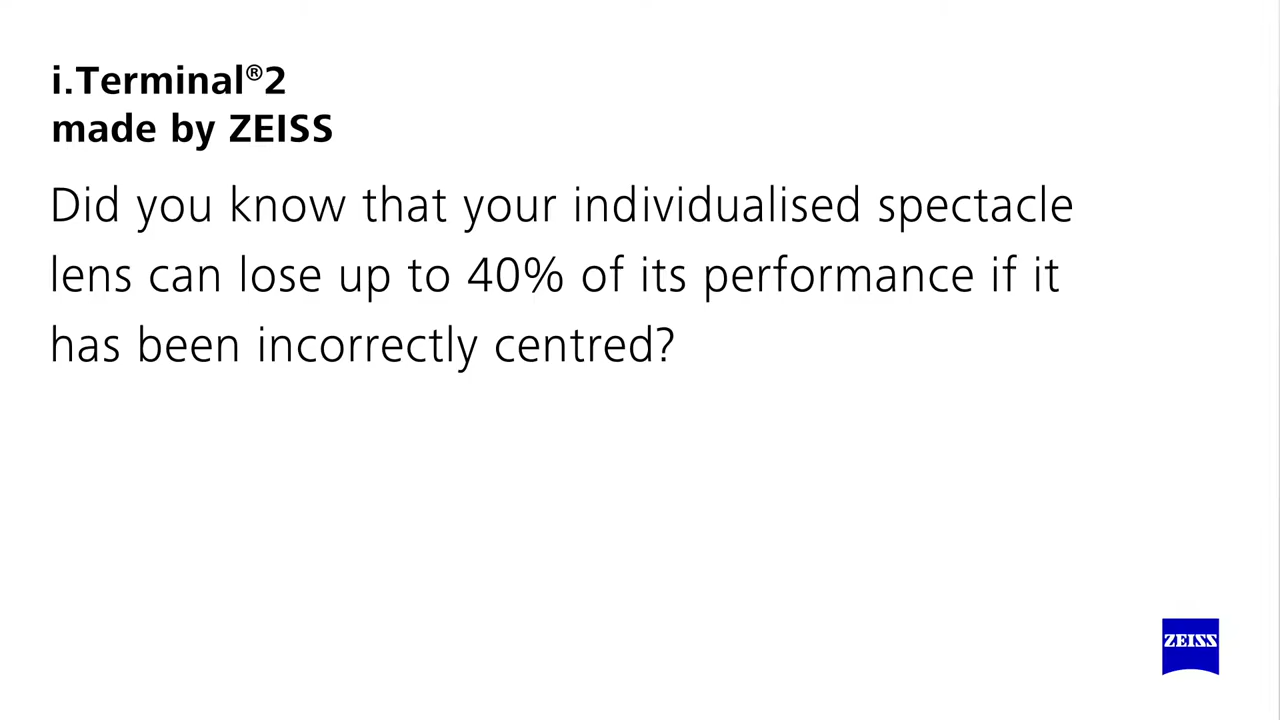 i.Terminal®2
made by ZEISS
Did you know that your individualised spectacle
lens can lose up to 40% of its performance if it
has been incorrectly centred?
ZEISS